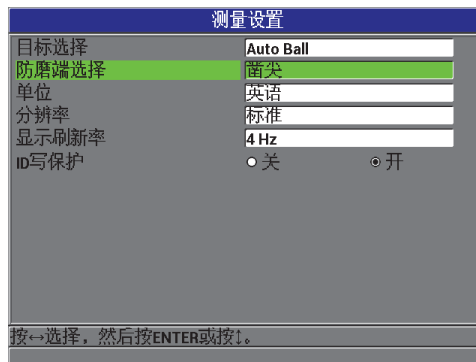 测量设置
目标选择 Auto Ball
防磨端选择 凿尖
单位 英语
分辨率 标准
显示刷新率 4 Hz
ID写保护 关 开
按↔选择，然后按ENTER或按↕。